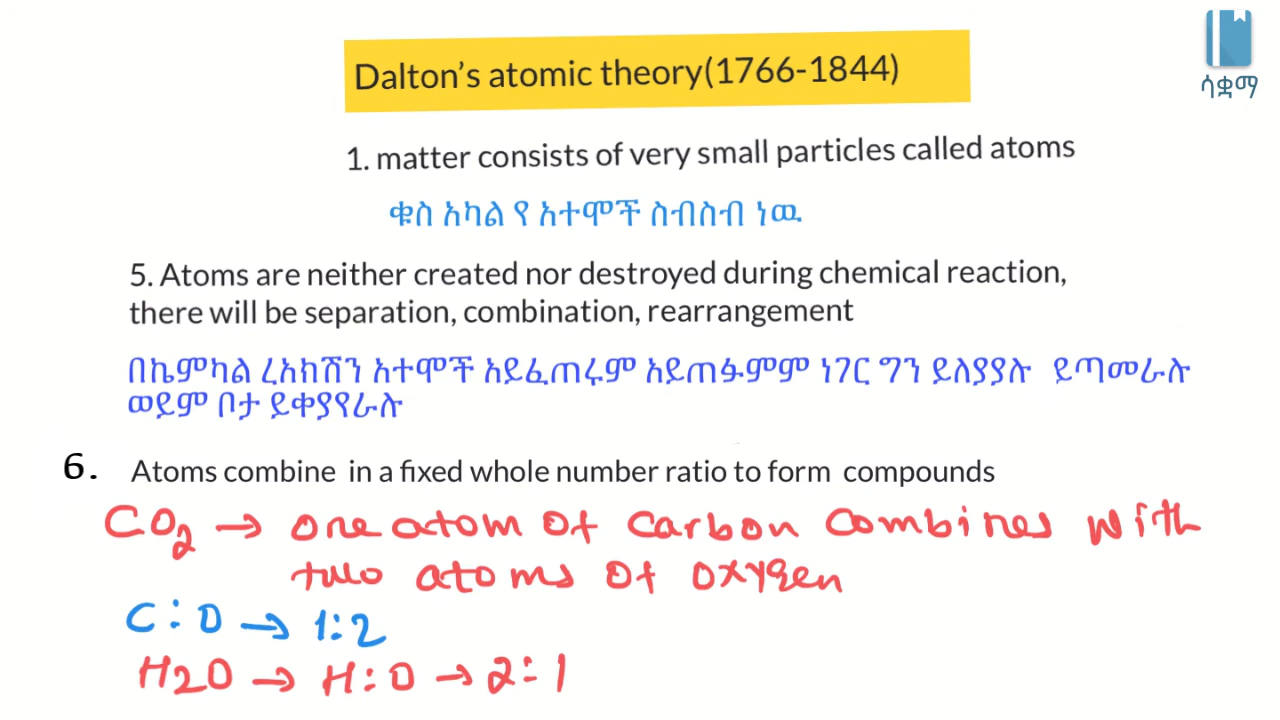 ሳቋማ
Dalton's atomic theory(1766-1844)
1. matter consists of very small particles called atoms
ቁስ አካል የ አተሞች ስብስብ ነዉ
5. Atoms are neither created nor destroyed during chemical reaction,
there will be separation, combination, rearrangement
በኬምካል ረአክሽን አተሞች አይፈጠሩም አይጠፉምም ነገር ግን ይለያያሉ ይጣመራሉ
ወይም ቦታ ይቀያየራሉ
6. Atoms combine in a fixed whole number ratio to form compounds
CO₂ → one atom of carbon combines with
two atoms of oxygen
C:O → 1:2
H2O → H:O → 2:1